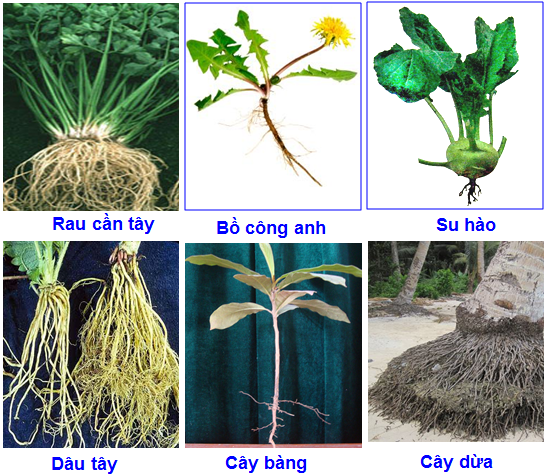 Rau cần tây
Bồ công anh
Su hào
Dâu tây
Cây bàng
Cây dừa